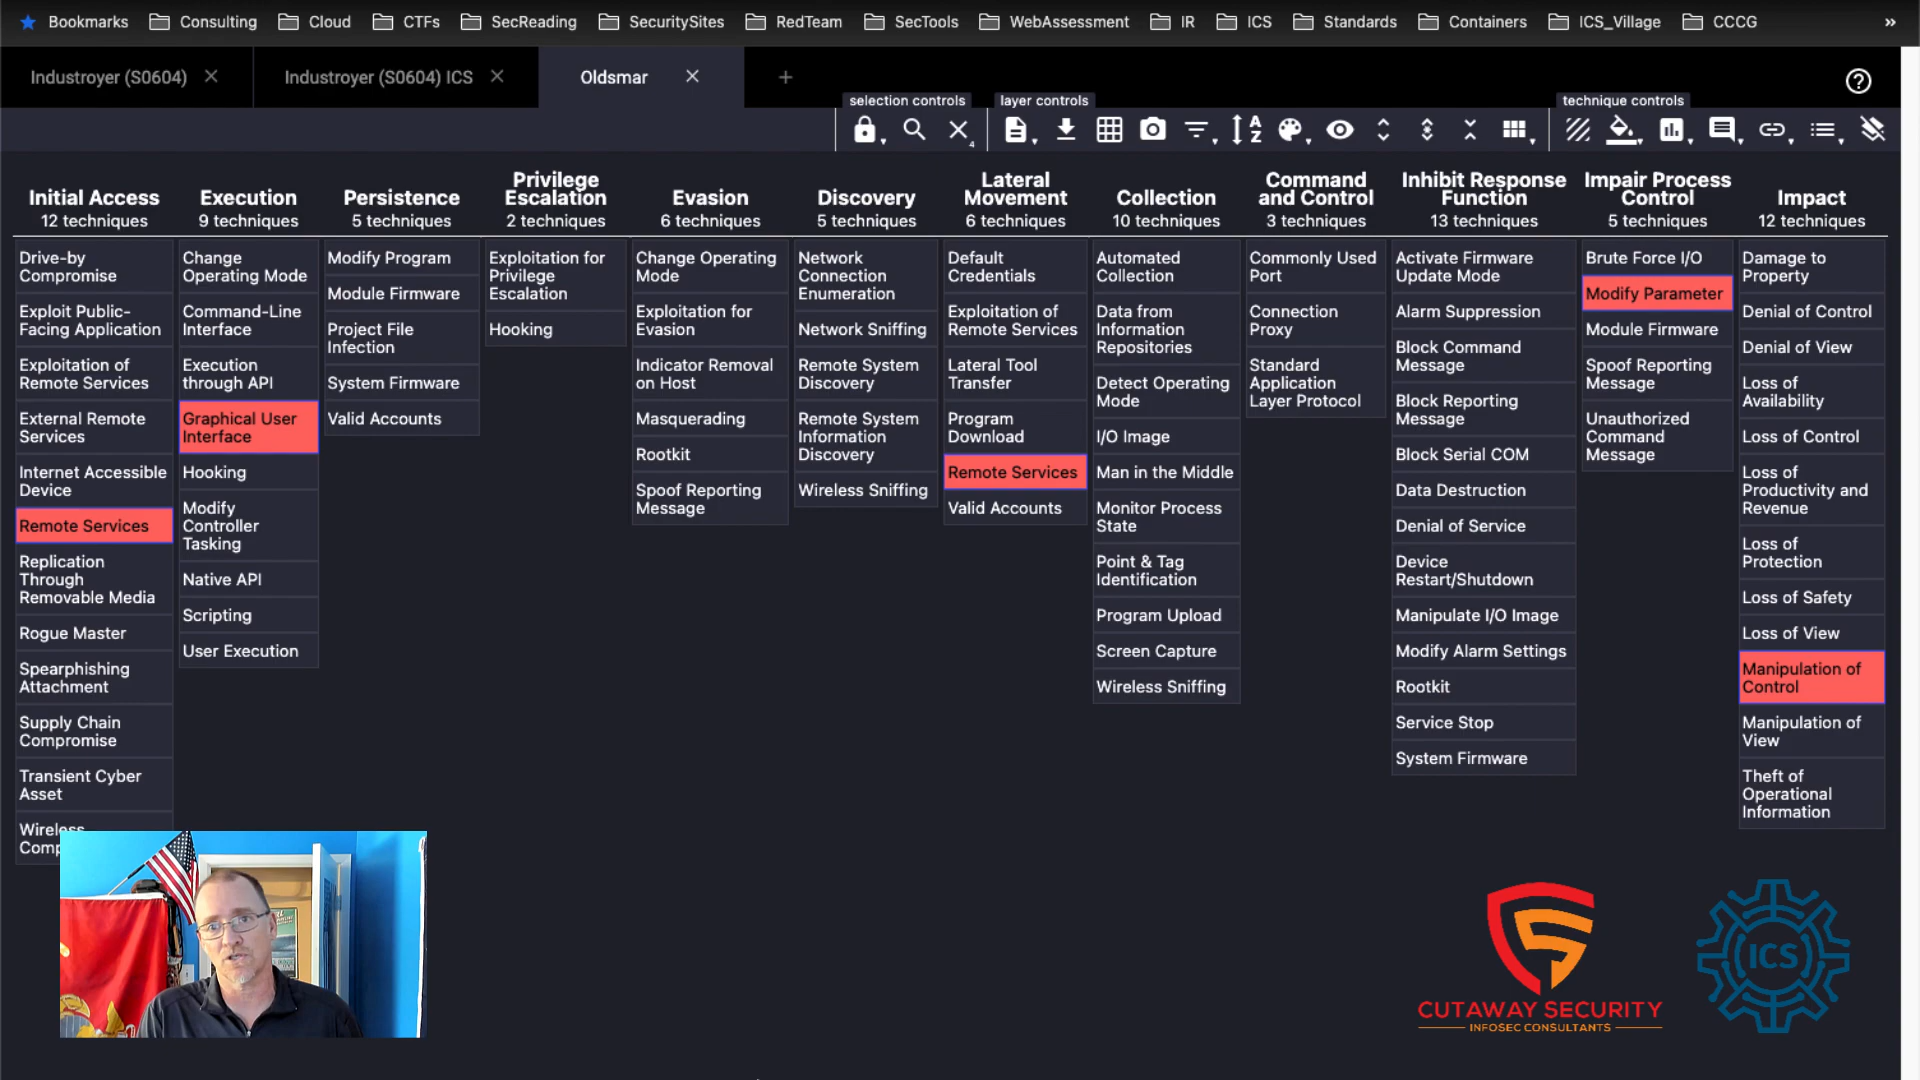 Bookmarks Consulting Cloud CTFs SecReading SecuritySites RedTeam SecTools WebAssessment IR ICS Standards Containers ICS_Village CCCG »
Industroyer (S0604) ×
Industroyer (S0604) ICS ×
Oldsmar ×
+
?
selection controls
layer controls
technique controls
4
A
Z
Initial Access
12 techniques
Drive-by
Compromise
Exploit Public-
Facing Application
Exploitation of
Remote Services
External Remote
Services
Internet Accessible
Device
Remote Services
Replication
Through
Removable Media
Rogue Master
Spearphishing
Attachment
Supply Chain
Compromise
Transient Cyber
Asset
Wireless
Comp
Execution
9 techniques
Change
Operating Mode
Command-Line
Interface
Execution
through API
Graphical User
Interface
Hooking
Modify
Controller
Tasking
Native API
Scripting
User Execution
Persistence
5 techniques
Modify Program
Module Firmware
Project File
Infection
System Firmware
Valid Accounts
Privilege
Escalation
2 techniques
Exploitation for
Privilege
Escalation
Hooking
Evasion
6 techniques
Change Operating
Mode
Exploitation for
Evasion
Indicator Removal
on Host
Masquerading
Rootkit
Spoof Reporting
Message
Discovery
5 techniques
Network
Connection
Enumeration
Network Sniffing
Remote System
Discovery
Remote System
Information
Discovery
Wireless Sniffing
Lateral
Movement
6 techniques
Default
Credentials
Exploitation of
Remote Services
Lateral Tool
Transfer
Program
Download
Remote Services
Valid Accounts
Collection
10 techniques
Automated
Collection
Data from
Information
Repositories
Detect Operating
Mode
I/O Image
Man in the Middle
Monitor Process
State
Point & Tag
Identification
Program Upload
Screen Capture
Wireless Sniffing
Command
and Control
3 techniques
Commonly Used
Port
Connection
Proxy
Standard
Application
Layer Protocol
Inhibit Response
Function
13 techniques
Activate Firmware
Update Mode
Alarm Suppression
Block Command
Message
Block Reporting
Message
Block Serial COM
Data Destruction
Denial of Service
Device
Restart/Shutdown
Manipulate I/O Image
Modify Alarm Settings
Rootkit
Service Stop
System Firmware
Impair Process
Control
5 techniques
Brute Force I/O
Modify Parameter
Module Firmware
Spoof Reporting
Message
Unauthorized
Command
Message
Impact
12 techniques
Damage to
Property
Denial of Control
Denial of View
Loss of
Availability
Loss of Control
Loss of
Productivity and
Revenue
Loss of
Protection
Loss of Safety
Loss of View
Manipulation of
Control
Manipulation of
View
Theft of
Operational
Information
CUTAWAY SECURITY
INFOSEC CONSULTANTS
ICS